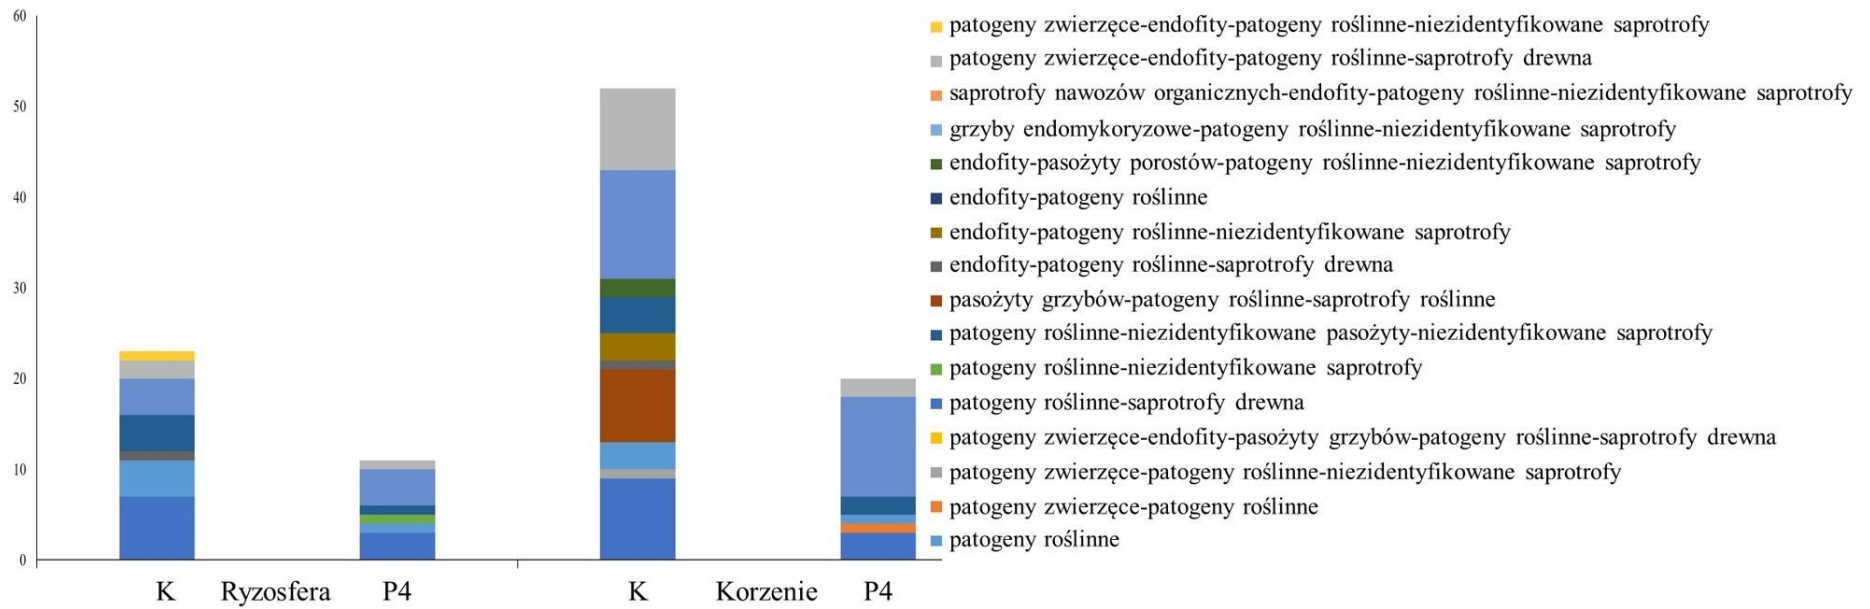 60
50
40
30
20
10
0
K Ryzosfera P4 K Korzenie P4
patogeny zwierzęce-endofity-patogeny roślinne-niezidentyfikowane saprotrofy
patogeny zwierzęce-endofity-patogeny roślinne-saprotrofy drewna
saprotrofy nawozów organicznych-endofity-patogeny roślinne-niezidentyfikowane saprotrofy
grzyby endomykoryzowe-patogeny roślinne-niezidentyfikowane saprotrofy
endofity-pasożyty porostów-patogeny roślinne-niezidentyfikowane saprotrofy
endofity-patogeny roślinne
endofity-patogeny roślinne-niezidentyfikowane saprotrofy
endofity-patogeny roślinne-saprotrofy drewna
pasożyty grzybów-patogeny roślinne-saprotrofy roślinne
patogeny roślinne-niezidentyfikowane pasożyty-niezidentyfikowane saprotrofy
patogeny roślinne-niezidentyfikowane saprotrofy
patogeny roślinne-saprotrofy drewna
patogeny zwierzęce-endofity-pasożyty grzybów-patogeny roślinne-saprotrofy drewna
patogeny zwierzęce-patogeny roślinne-niezidentyfikowane saprotrofy
patogeny zwierzęce-patogeny roślinne
patogeny roślinne